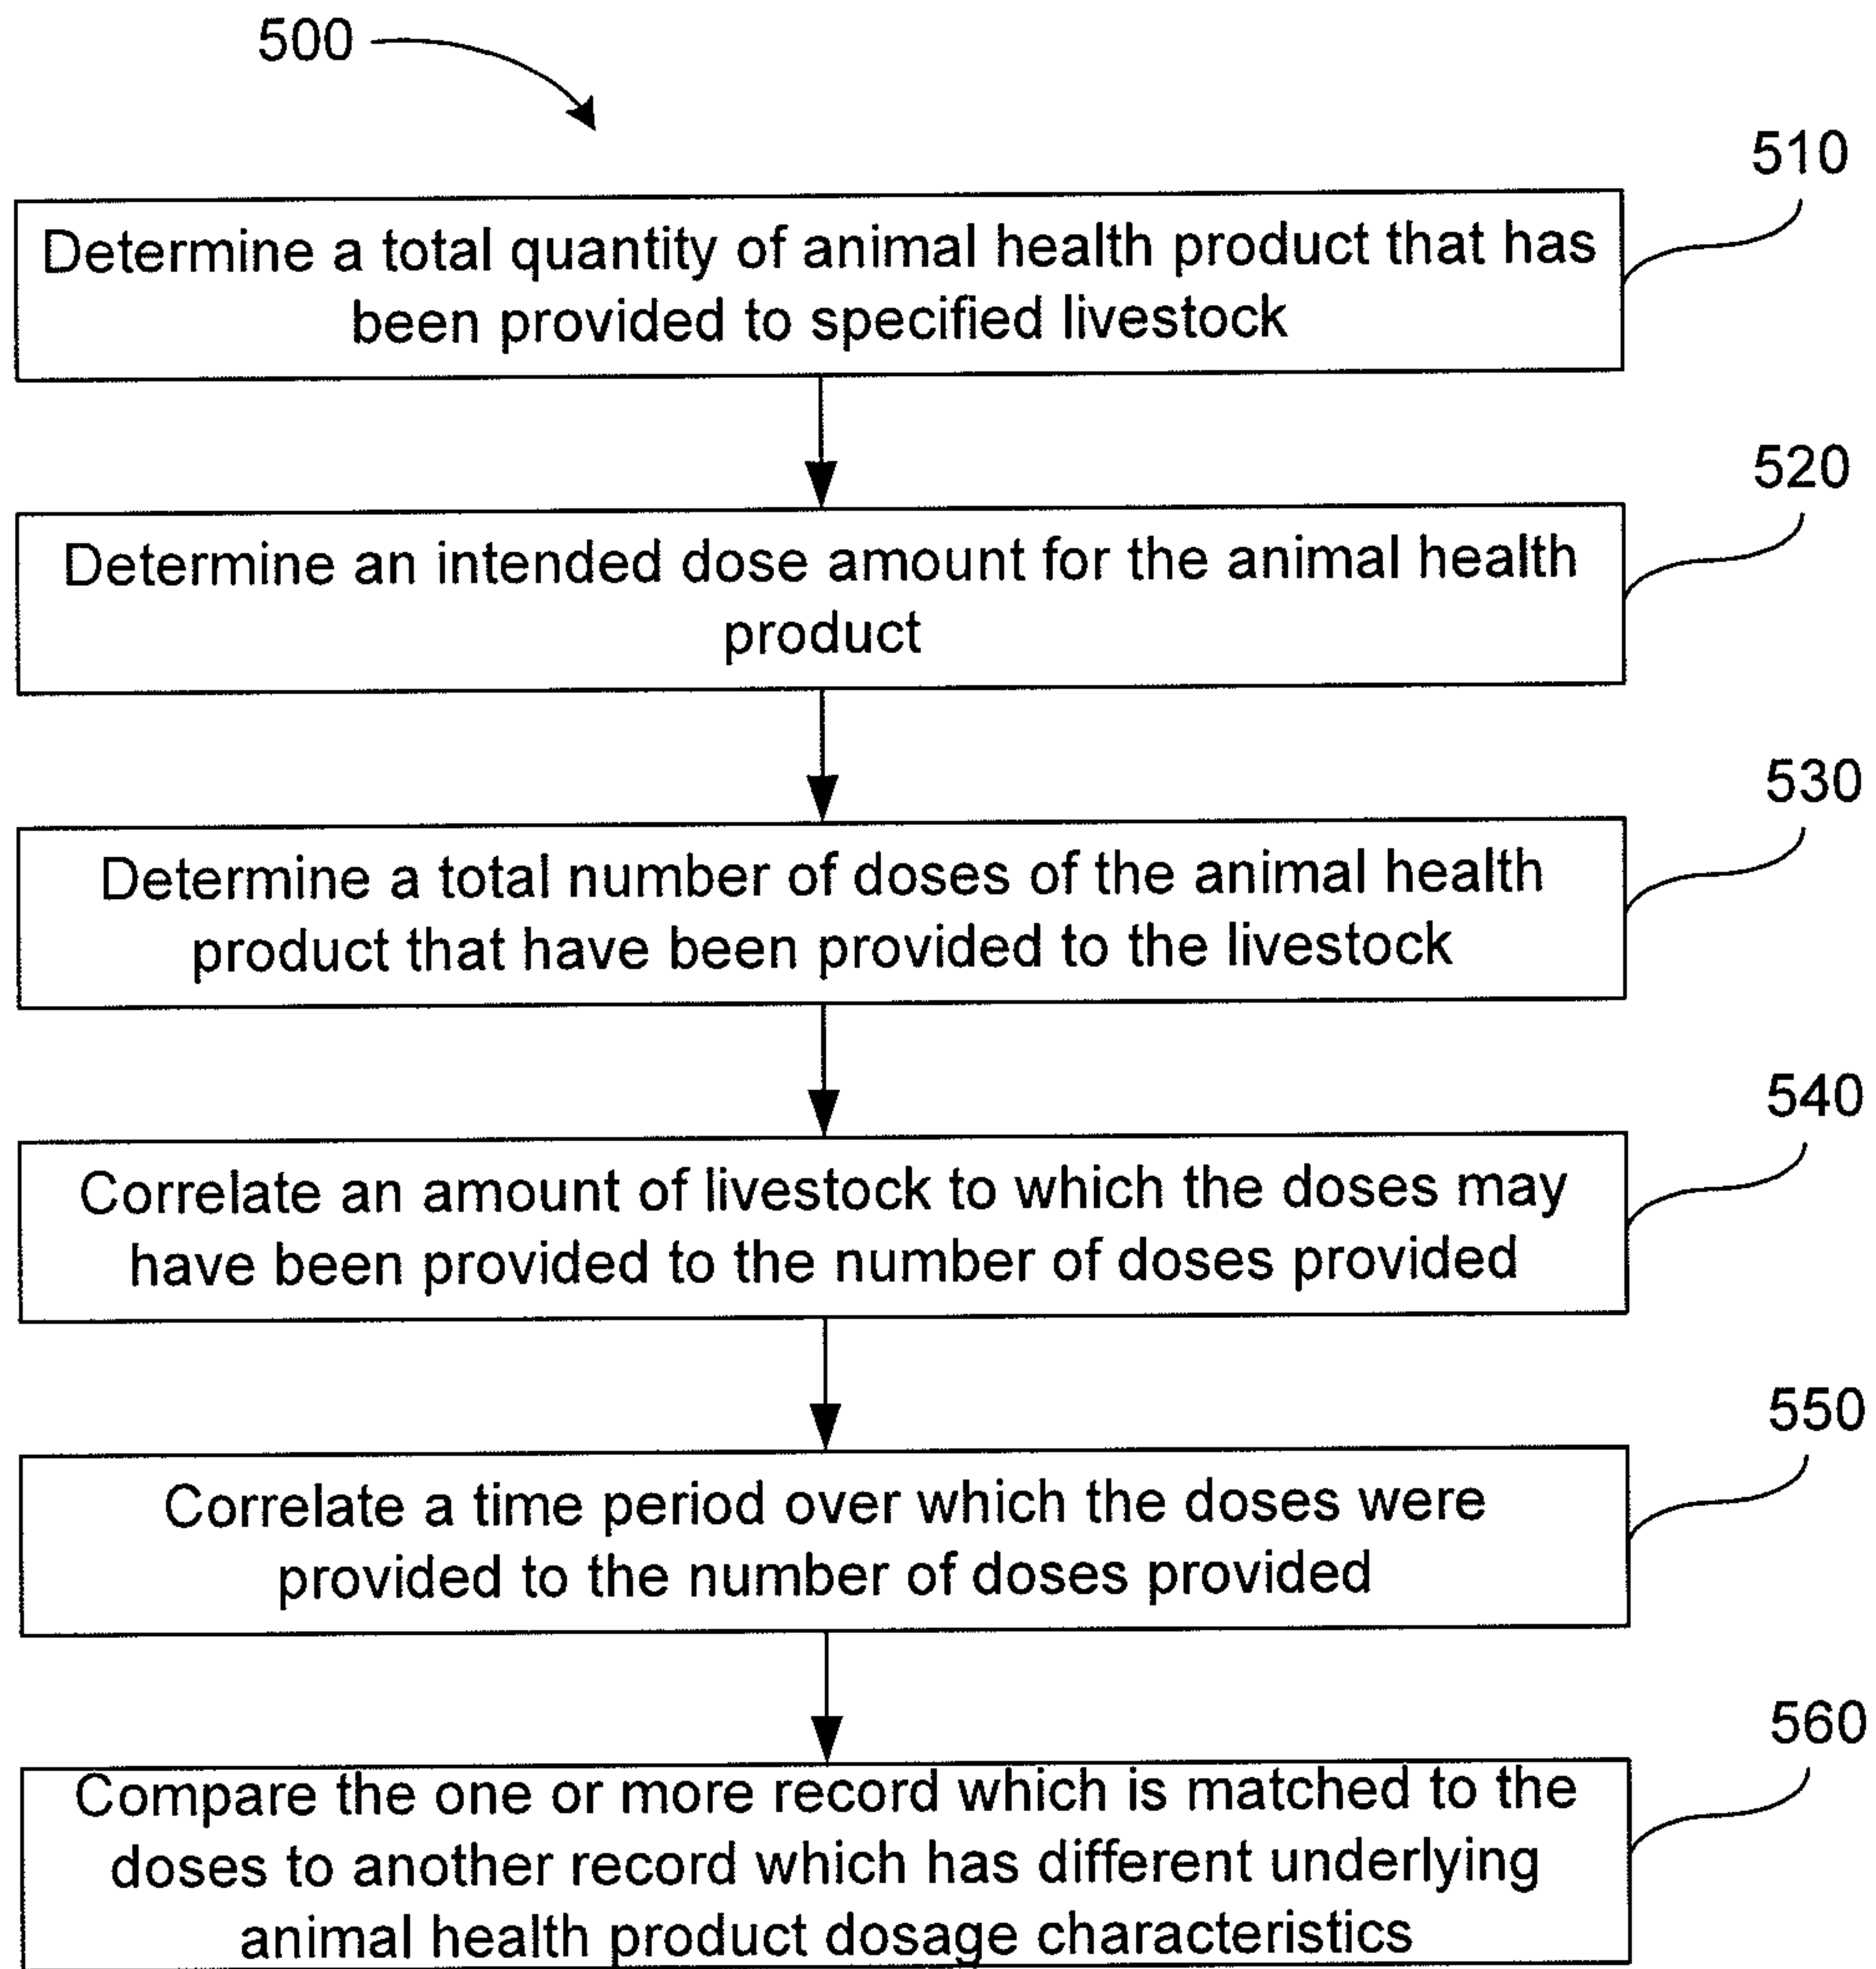 500
510
Determine a total quantity of animal health product that has
been provided to specified livestock
520
Determine an intended dose amount for the animal health
product
530
Determine a total number of doses of the animal health
product that have been provided to the livestock
540
Correlate an amount of livestock to which the doses may
have been provided to the number of doses provided
550
Correlate a time period over which the doses were
provided to the number of doses provided
560
Compare the one or more record which is matched to the
doses to another record which has different underlying
animal health product dosage characteristics